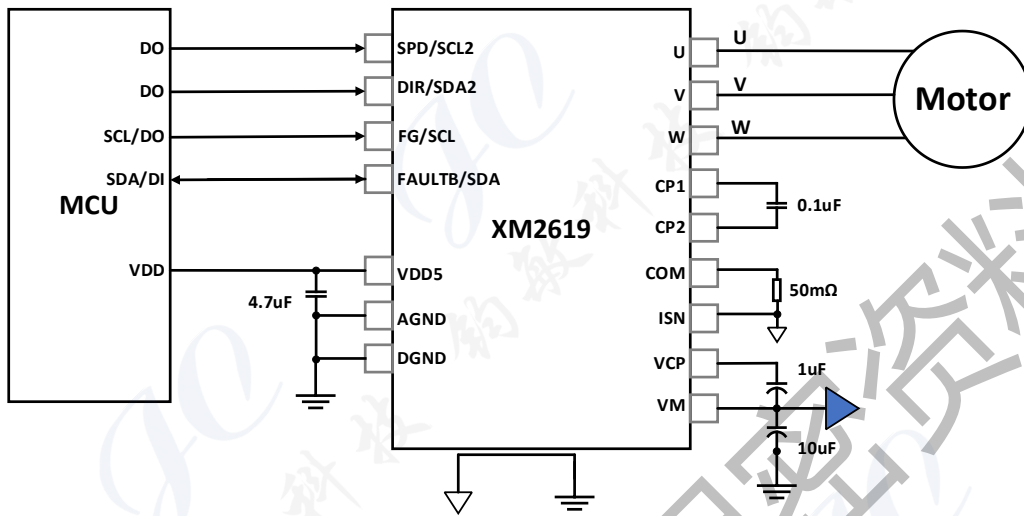 DO
DO
SCL/DO
SDA/DI
MCU
VDD
4.7uF
SPD/SCL2
DIR/SDA2
FG/SCL
FAULTB/SDA
XM2619
VDD5
AGND
DGND
U
V
W
CP1
CP2
COM
ISN
VCP
VM
U
V
W
Motor
0.1uF
50mΩ
1uF
10uF